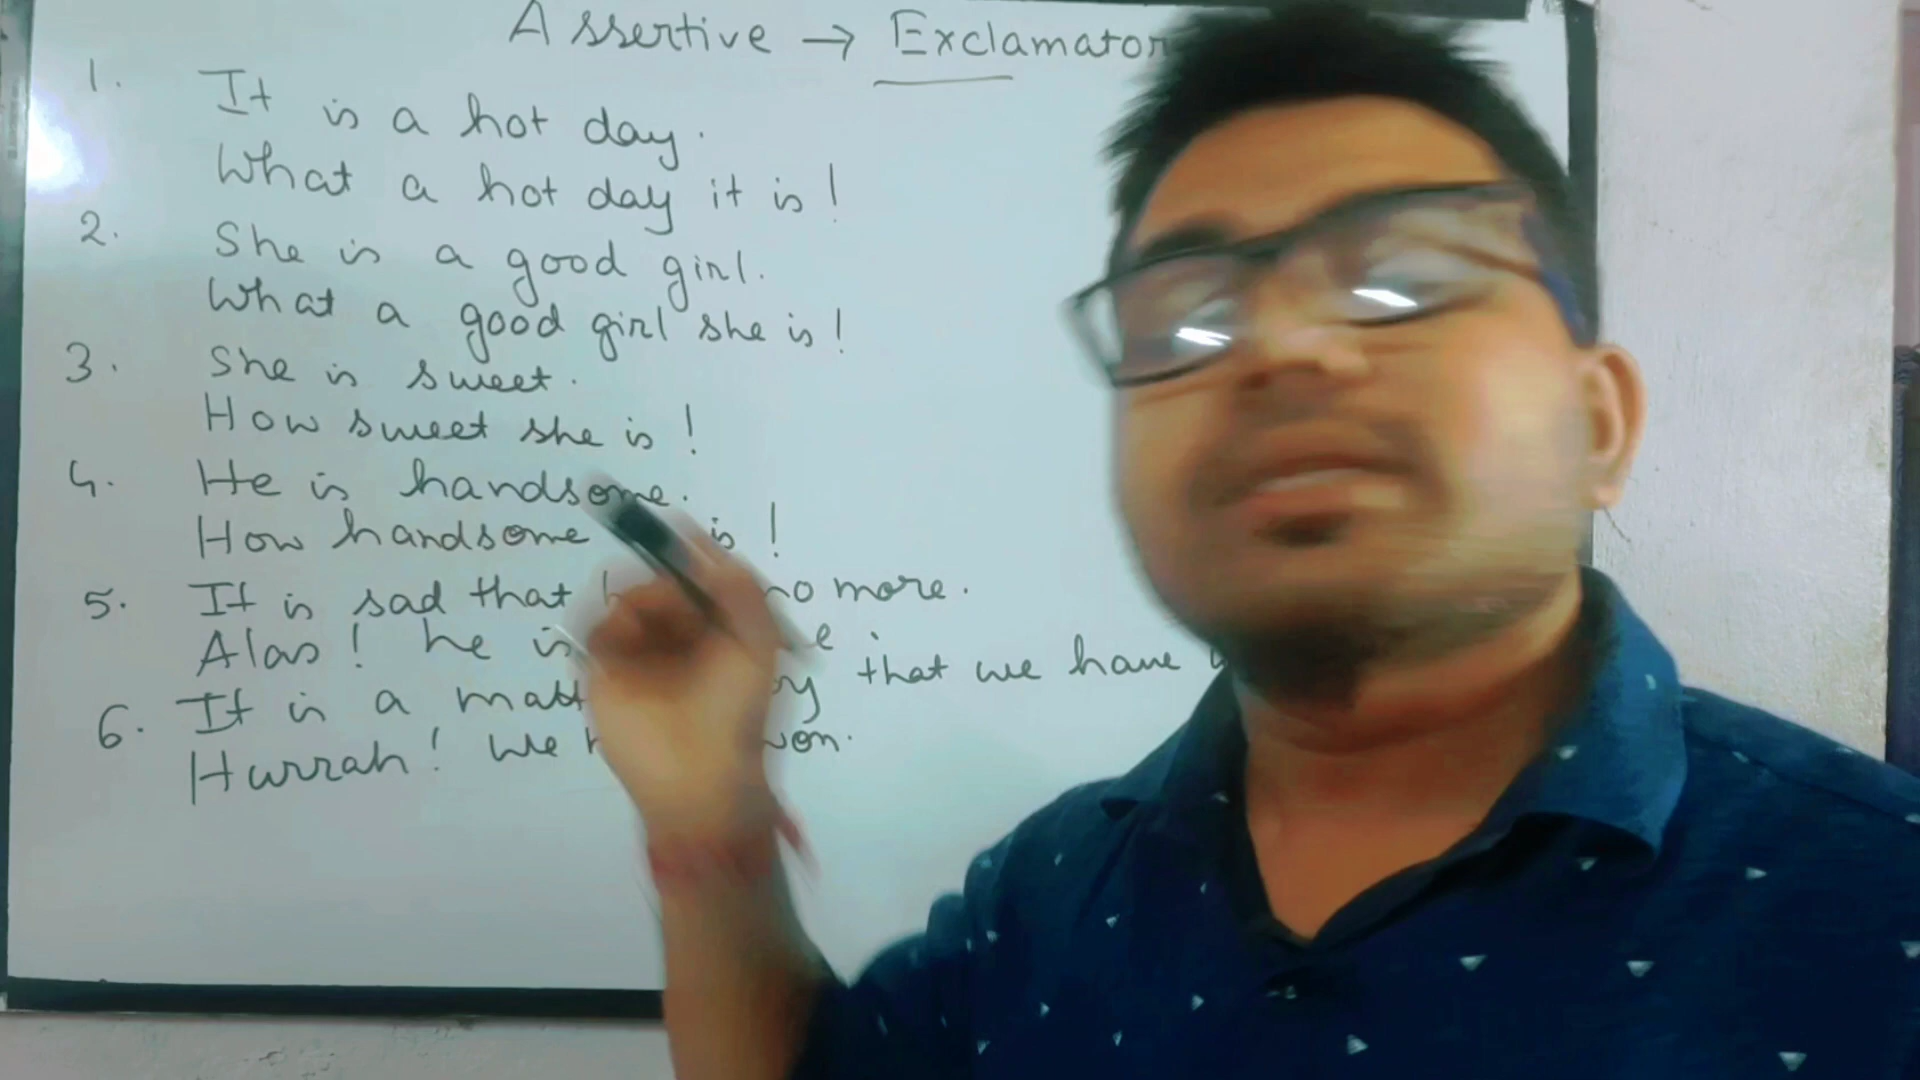 Assertive → Exclamator
1. It is a hot day.
What a hot day it is!
2. She is a good girl.
What a good girl she is!
3. She is sweet.
How sweet she is!
4. He is handsome.
How handsome is!
5. It is sad that no more.
Alas! he is
6. It is a that we have
Hurrah! We won.